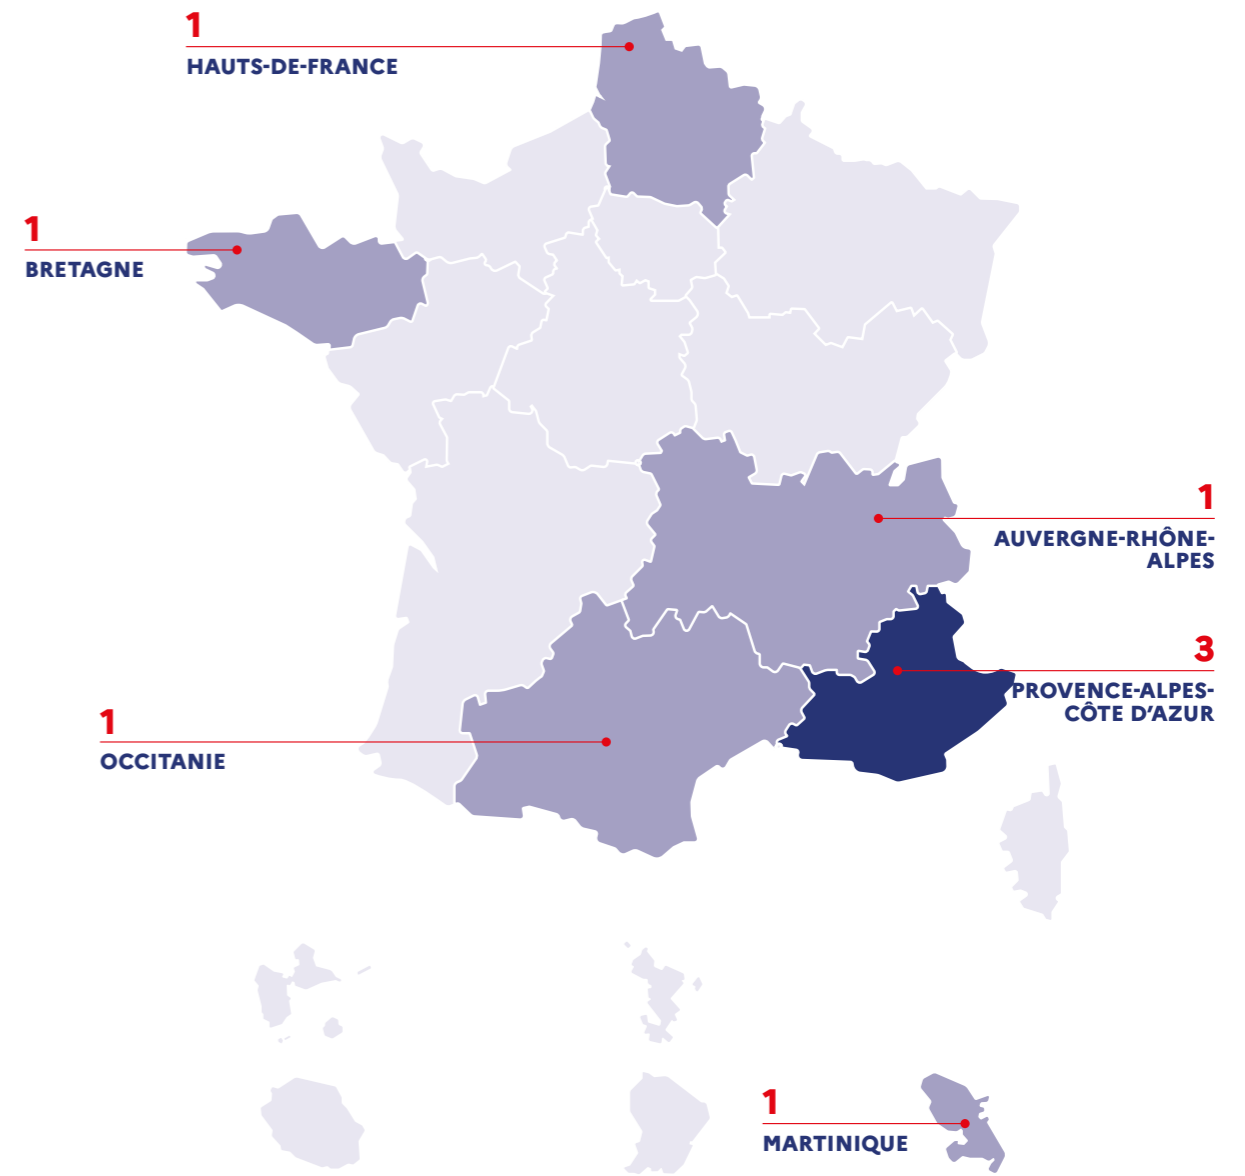 1
HAUTS-DE-FRANCE
1
BRETAGNE
1
AUVERGNE-RHÔNE-
ALPES
3
PROVENCE-ALPES-
CÔTE D’AZUR
1
OCCITANIE
1
MARTINIQUE